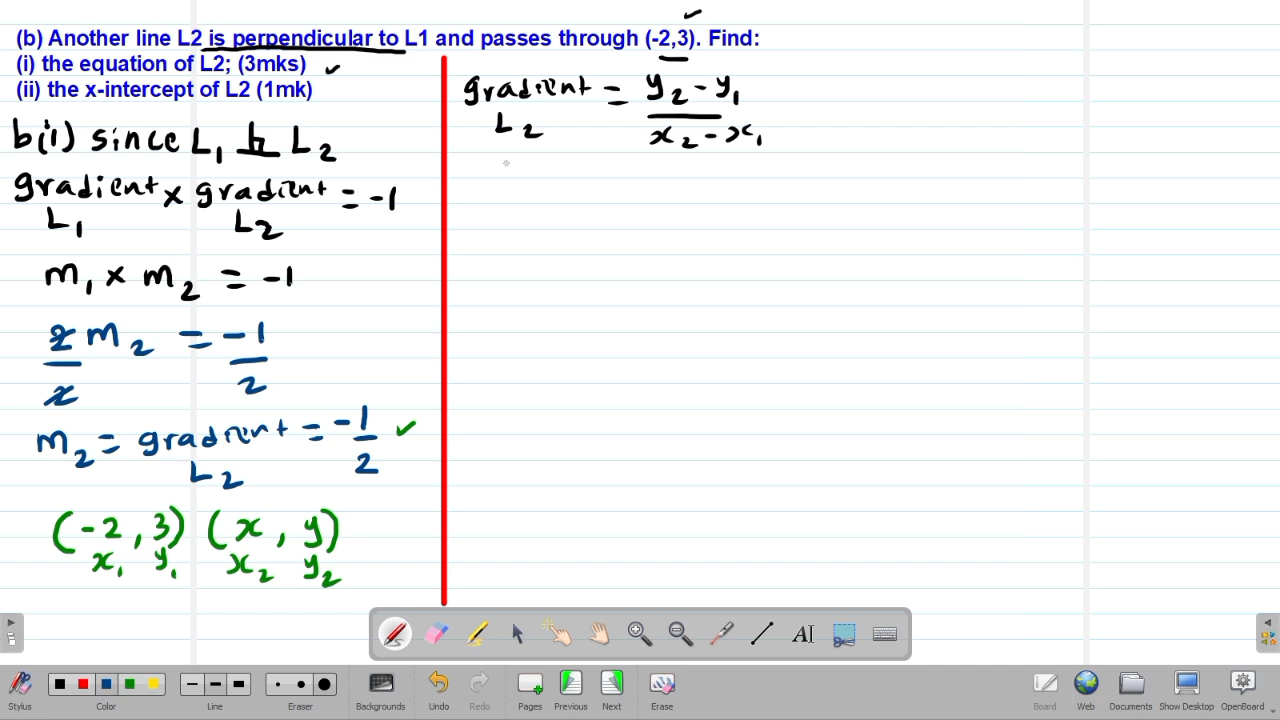 (b) Another line L2 is perpendicular to L1 and passes through (-2,3). Find:
(i) the equation of L2; (3mks)
(ii) the x-intercept of L2 (1mk)
b(i) since L₁ ⊥ L₂
gradient L₁ × gradient L₂ = -1
m₁ × m₂ = -1
2/2 m₂ = -1/2
m₂ = gradient L₂ = -1/2 ✓
(-2, 3) (x, y)
x₁ y₁ x₂ y₂
gradient L₂ = y₂ - y₁ / x₂ - x₁
Stylus
Color
Line
Eraser
Backgrounds
Undo
Redo
Pages
Previous
Next
Erase
Board
Web
Documents
Show Desktop
OpenBoard